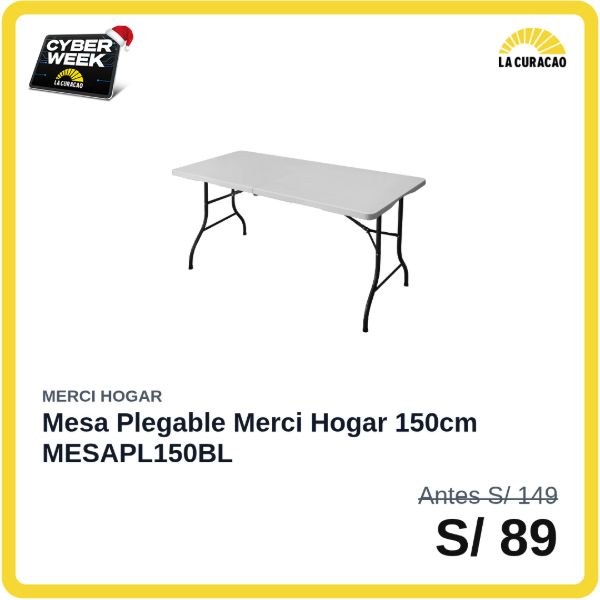 CYBER
WEEK
LA CURACAO
LA CURACAO
MERCI HOGAR
Mesa Plegable Merci Hogar 150cm
MESAPL150BL
Antes S/ 149
S/ 89